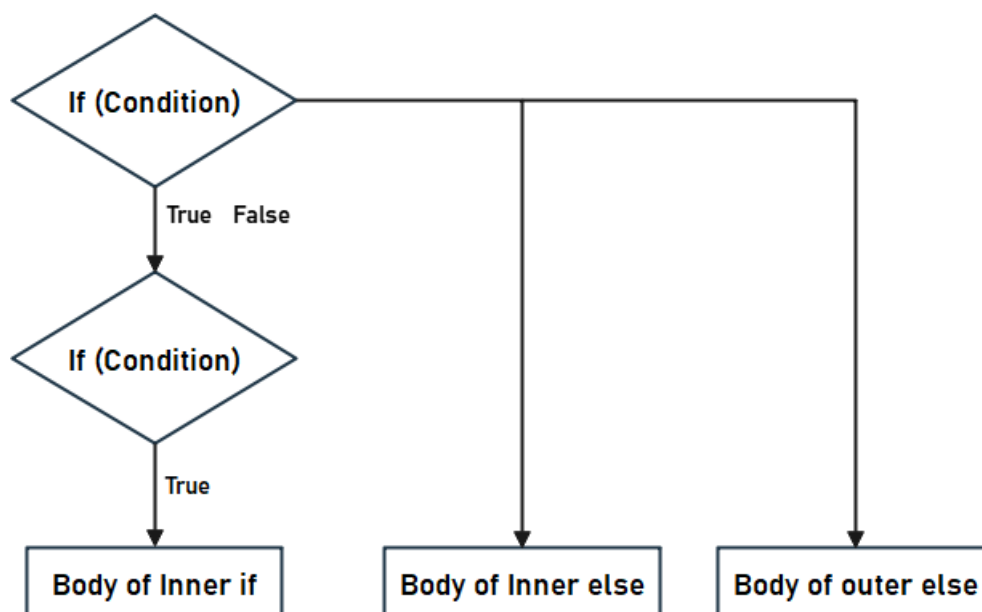 If (Condition)
True False
If (Condition)
True
Body of Inner if
Body of Inner else
Body of outer else